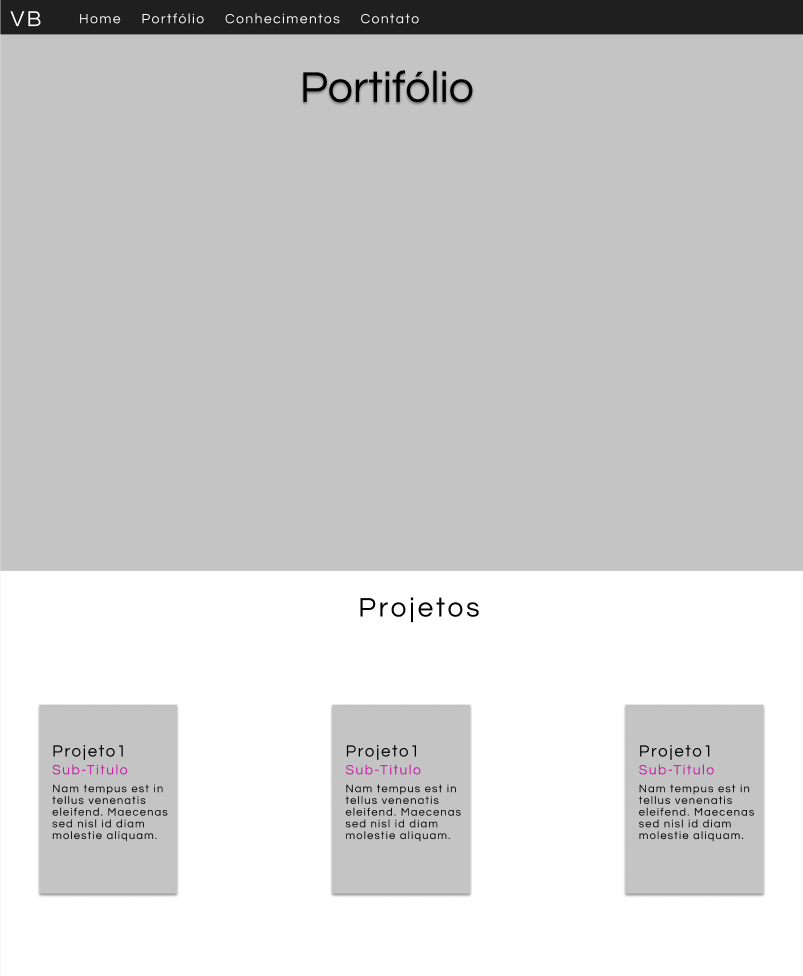 VB Home Portfólio Conhecimentos Contato
Portifólio
Projetos
Projeto1
Sub-Titulo
Nam tempus est in
tellus venenatis
eleifend. Maecenas
sed nisl id diam
molestie aliquam.
Projeto1
Sub-Titulo
Nam tempus est in
tellus venenatis
eleifend. Maecenas
sed nisl id diam
molestie aliquam.
Projeto1
Sub-Titulo
Nam tempus est in
tellus venenatis
eleifend. Maecenas
sed nisl id diam
molestie aliquam.